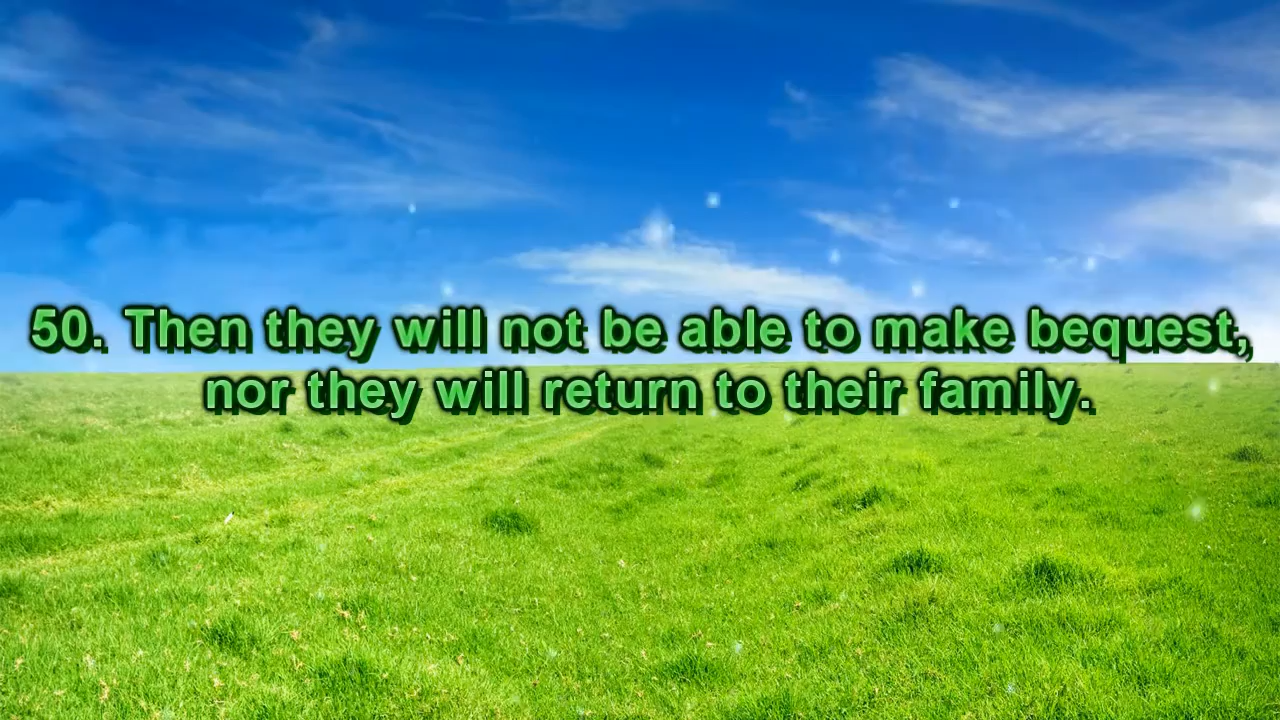 50. Then they will not be able to make bequest,
nor they will return to their family.